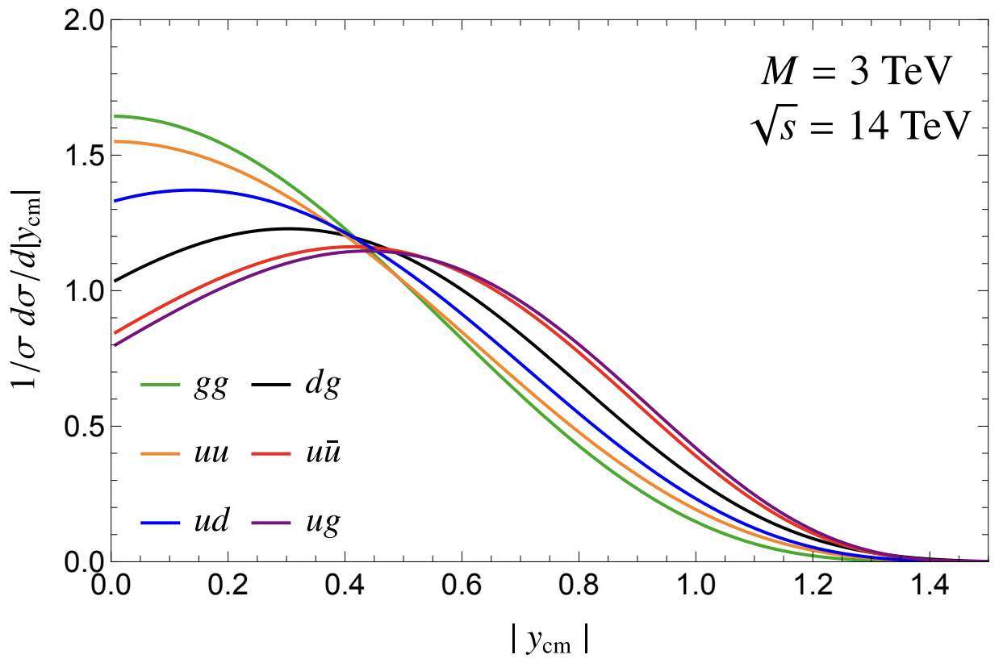 2.0
1.5
1.0
0.5
0.0
1/σ dσ/d|y_cm|
M = 3 TeV
√s = 14 TeV
gg dg
uu uū
ud ug
0.0 0.2 0.4 0.6 0.8 1.0 1.2 1.4
| y_cm |